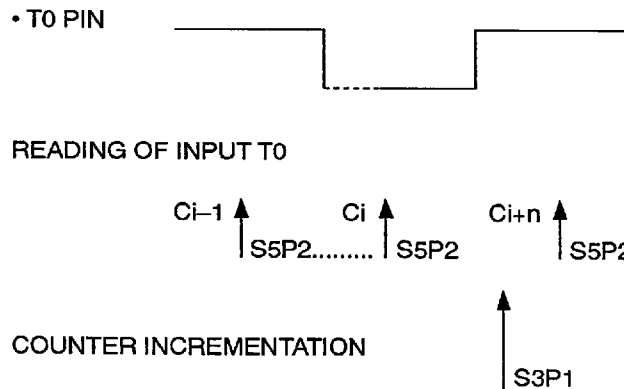 • T0 PIN
READING OF INPUT T0
Ci–1 Ci Ci+n
S5P2......... S5P2 S5P2
COUNTER INCREMENTATION
S3P1